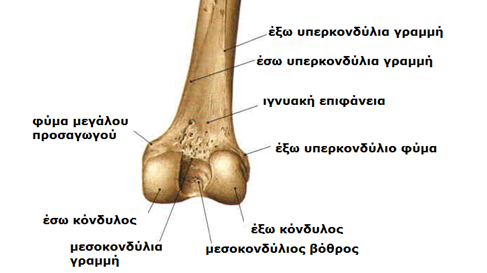 έξω υπερκονδύλια γραμμή
έσω υπερκονδύλια γραμμή
ιγνυακή επιφάνεια
φύμα μεγάλου
προσαγωγού
έξω υπερκονδύλιο φύμα
έσω κόνδυλος
έξω κόνδυλος
μεσοκονδύλια
γραμμή
μεσοκονδύλιος βόθρος